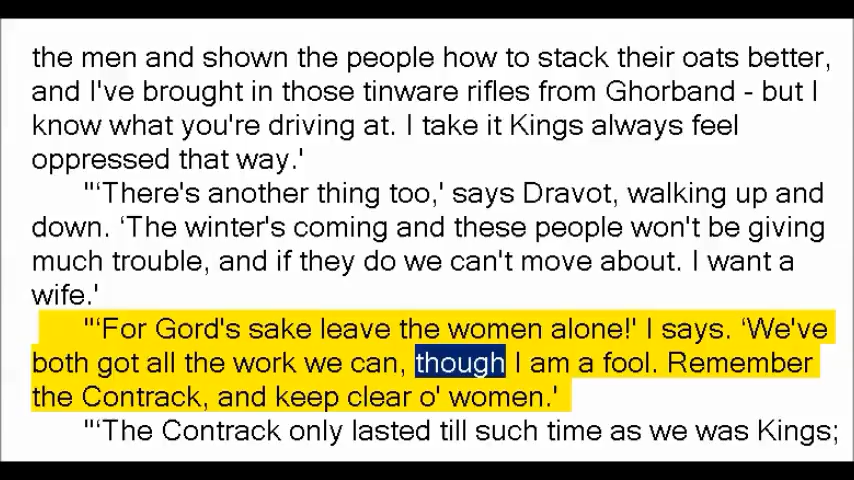 the men and shown the people how to stack their oats better,
and I've brought in those tinware rifles from Ghorband - but I
know what you're driving at. I take it Kings always feel
oppressed that way.'
"‘There's another thing too,' says Dravot, walking up and
down. ‘The winter's coming and these people won't be giving
much trouble, and if they do we can't move about. I want a
wife.'
"‘For Gord's sake leave the women alone!' I says. ‘We've
both got all the work we can, though I am a fool. Remember
the Contrack, and keep clear o' women.'
"‘The Contrack only lasted till such time as we was Kings;